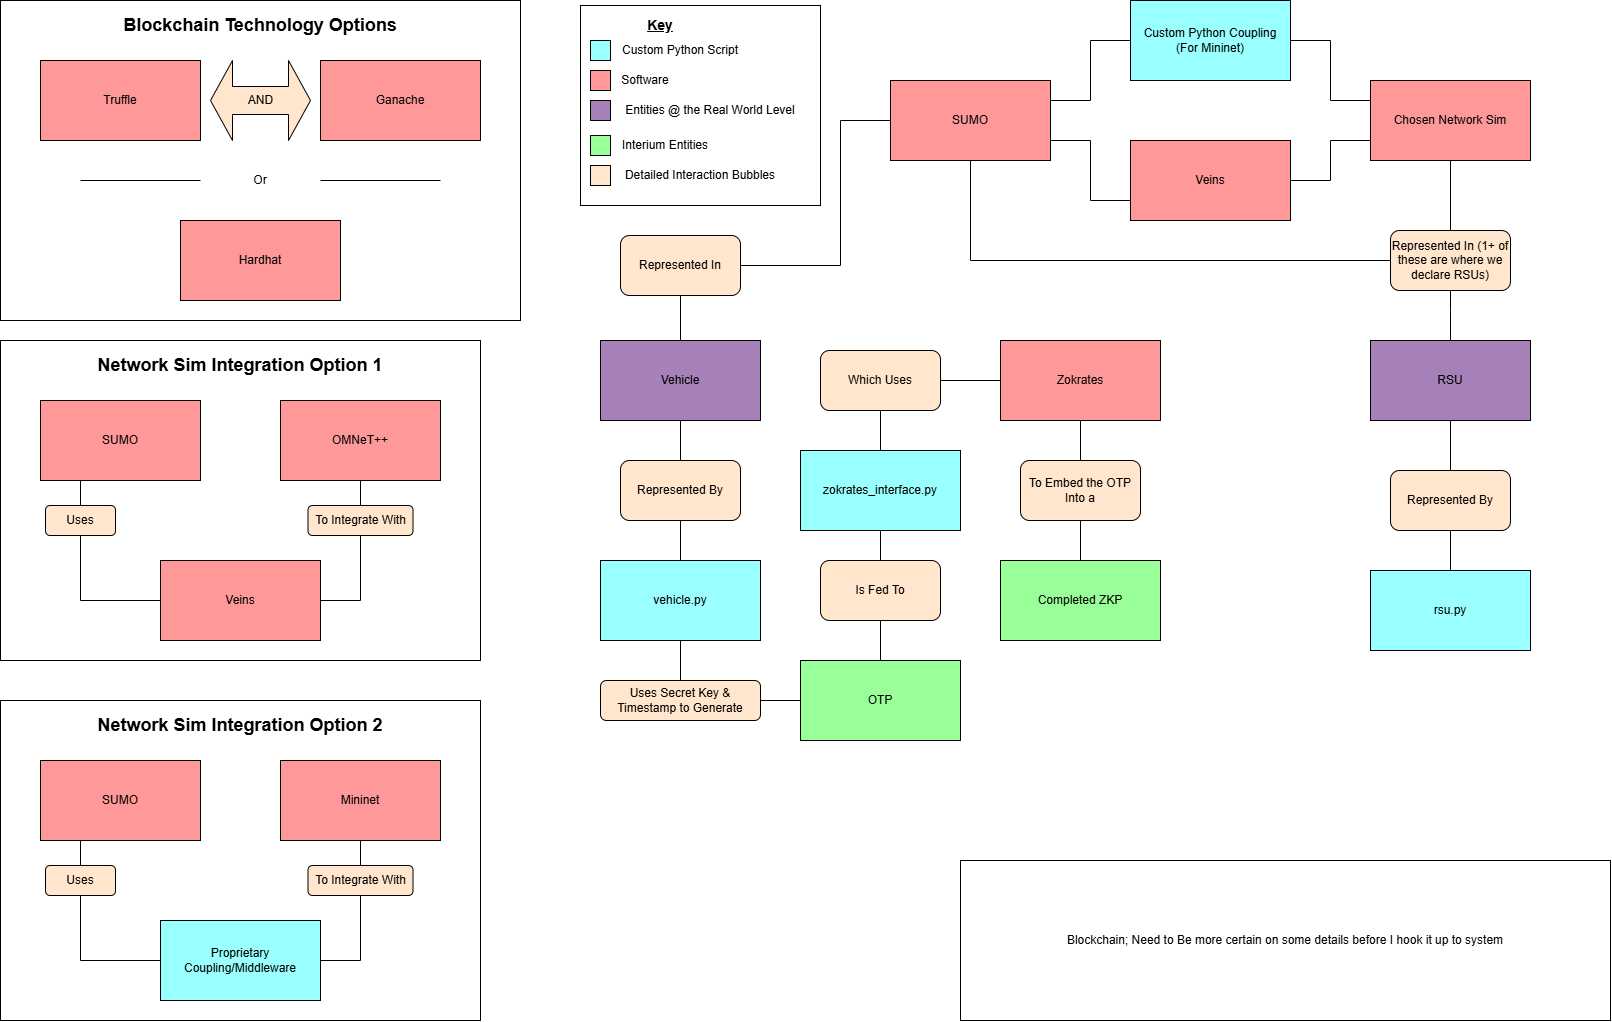 Blockchain Technology Options
Truffle
AND
Ganache
Or
Hardhat
Network Sim Integration Option 1
SUMO
OMNeT++
Uses
To Integrate With
Veins
Network Sim Integration Option 2
SUMO
Mininet
Uses
To Integrate With
Proprietary
Coupling/Middleware
Key
Custom Python Script
Software
Entities @ the Real World Level
Interium Entities
Detailed Interaction Bubbles
Custom Python Coupling
(For Mininet)
SUMO
Chosen Network Sim
Veins
Represented In
Represented In (1+ of
these are where we
declare RSUs)
Vehicle
Which Uses
Zokrates
RSU
Represented By
zokrates_interface.py
To Embed the OTP
Into a
Represented By
vehicle.py
Is Fed To
Completed ZKP
rsu.py
Uses Secret Key &
Timestamp to Generate
OTP
Blockchain; Need to Be more certain on some details before I hook it up to system